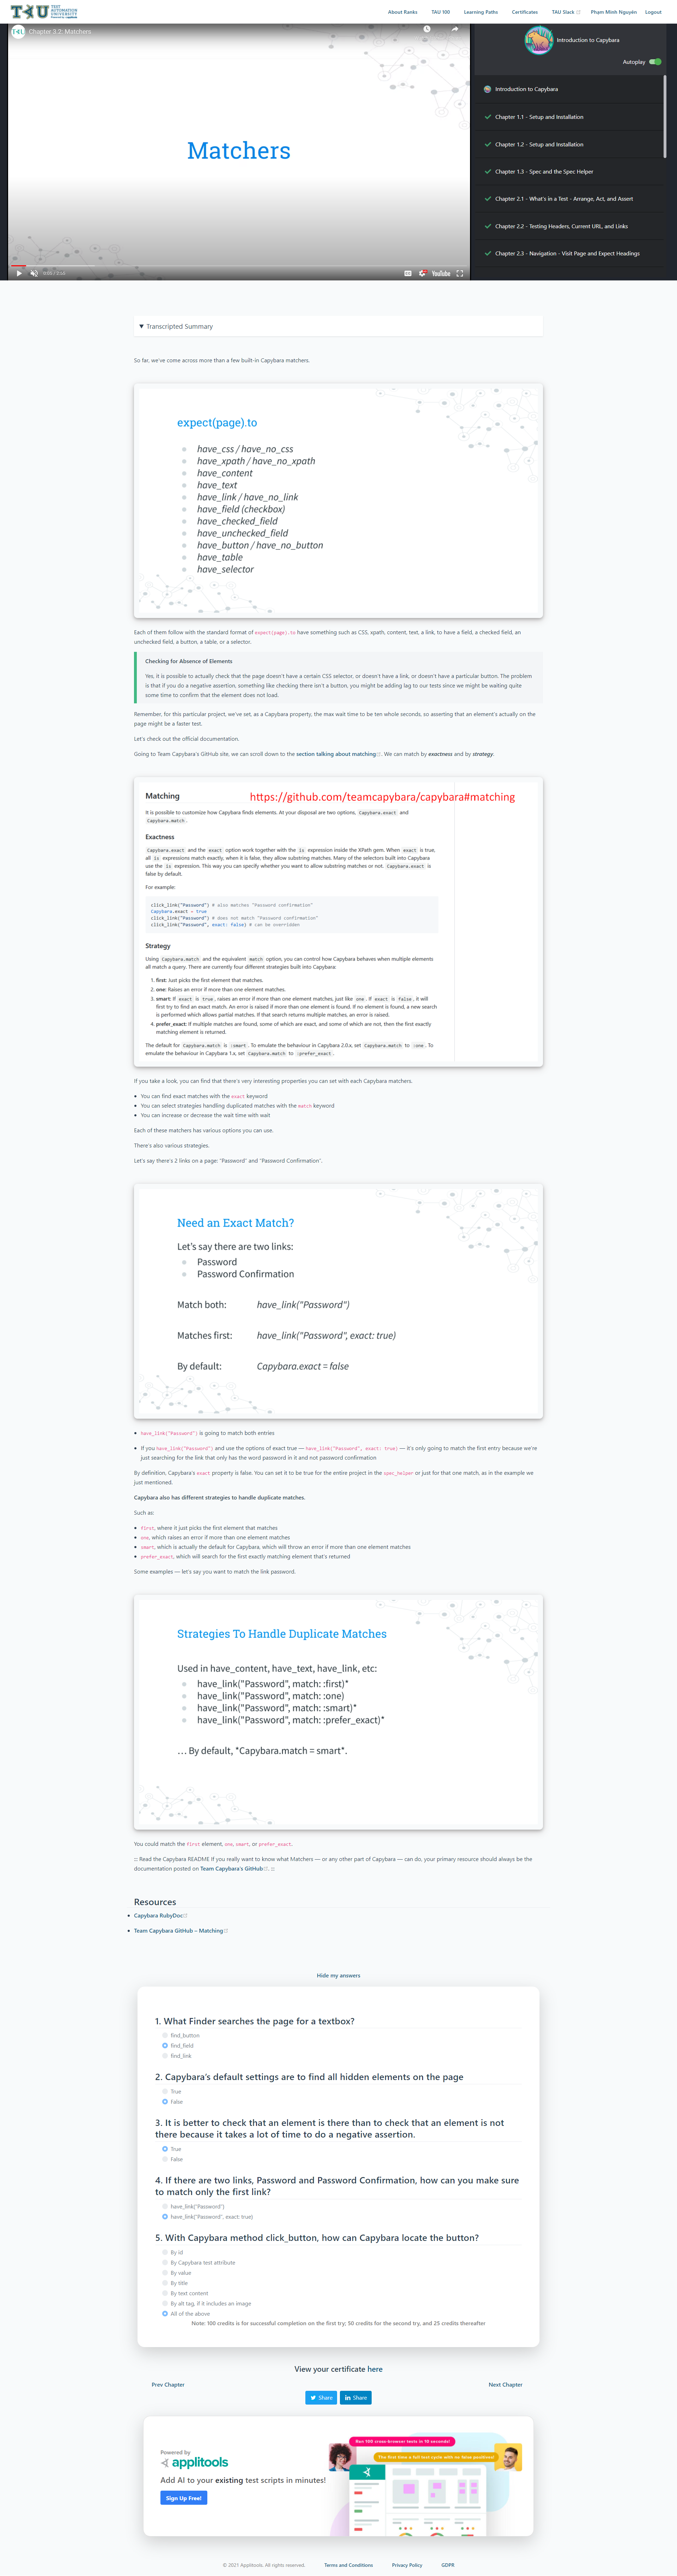 TAU TEST AUTOMATION UNIVERSITY
About Ranks TAU 100 Learning Paths Certificates TAU Slack Phạm Minh Nguyên Logout
Chapter 3.2: Matchers
Matchers
YouTube
Introduction to Capybara
Autoplay
Introduction to Capybara
Chapter 1.1 - Setup and Installation
Chapter 1.2 - Setup and Installation
Chapter 1.3 - Spec and the Spec Helper
Chapter 2.1 - What's in a Test - Arrange, Act, and Assert
Chapter 2.2 - Testing Headers, Current URL, and Links
Chapter 2.3 - Navigation - Visit Page and Expect Headings
▼ Transcripted Summary
So far, we've come across more than a few built-in Capybara matchers.
expect(page).to
have_css / have_no_css
have_xpath / have_no_xpath
have_content
have_text
have_link / have_no_link
have_field (checkbox)
have_checked_field
have_unchecked_field
have_button / have_no_button
have_table
have_selector
Each of them follow with the standard format of expect(page).to have something such as CSS, xpath, content, text, a link, to have a field, a checked field, an
unchecked field, a button, a table, or a selector.
Checking for Absence of Elements
Yes, it is possible to actually check that the page doesn't have a certain CSS selector, or doesn't have a link, or doesn't have a particular button. The problem
is that if you do a negative assertion, something like checking there isn't a button, you might be adding lag to our tests since we might be waiting quite
some time to confirm that the element does not load.
Remember, for this particular project, we've set, as a Capybara property, the max wait time to be ten whole seconds, so asserting that an element's actually on the
page might be a faster test.
Let's check out the official documentation.
Going to Team Capybara's GitHub site, we can scroll down to the section talking about matching. We can match by exactness and by strategy.
Matching
https://github.com/teamcapybara/capybara#matching
It is possible to customize how Capybara finds elements. At your disposal are two options, Capybara.exact and
Capybara.match.
Exactness
Capybara.exact and the exact option work together with the is expression inside the XPath gem. When exact is true,
all is expressions match exactly, when it is false, they allow substring matches. Many of the selectors built into Capybara
use the is expression. This way you can specify whether you want to allow substring matches or not. Capybara.exact is
false by default.
For example:
click_link("Password") # also matches "Password confirmation"
Capybara.exact = true
click_link("Password") # does not match "Password confirmation"
click_link("Password", exact: false) # can be overridden
Strategy
Using Capybara.match and the equivalent match option, you can control how Capybara behaves when multiple elements
all match a query. There are currently four different strategies built into Capybara:
1. first: Just picks the first element that matches.
2. one: Raises an error if more than one element matches.
3. smart: If exact is true, raises an error if more than one element matches, just like one. If exact is false, it will
first try to find an exact match. An error is raised if more than one element is found. If no element is found, a new search
is performed which allows partial matches. If that search returns multiple matches, an error is raised.
4. prefer_exact: If multiple matches are found, some of which are exact, and some of which are not, then the first exactly
matching element is returned.
The default for Capybara.match is :smart. To emulate the behaviour in Capybara 2.0.x, set Capybara.match to :one. To
emulate the behaviour in Capybara 1.x, set Capybara.match to :prefer_exact.
If you take a look, you can find that there's very interesting properties you can set with each Capybara matchers.
You can find exact matches with the exact keyword
You can select strategies handling duplicated matches with the match keyword
You can increase or decrease the wait time with wait
Each of these matchers has various options you can use.
There's also various strategies.
Let's say there's 2 links on a page: "Password" and "Password Confirmation".
Need an Exact Match?
Let's say there are two links:
Password
Password Confirmation
Match both: have_link("Password")
Matches first: have_link("Password", exact: true)
By default: Capybara.exact = false
have_link("Password") is going to match both entries
If you have_link("Password") and use the options of exact true — have_link("Password", exact: true) — it's only going to match the first entry because we're
just searching for the link that only has the word password in it and not password confirmation
By definition, Capybara's exact property is false. You can set it to be true for the entire project in the spec_helper or just for that one match, as in the example we
just mentioned.
Capybara also has different strategies to handle duplicate matches.
Such as:
first, where it just picks the first element that matches
one, which raises an error if more than one element matches
smart, which is actually the default for Capybara, which will throw an error if more than one element matches
prefer_exact, which will search for the first exactly matching element that's returned
Some examples — let's say you want to match the link password.
Strategies To Handle Duplicate Matches
Used in have_content, have_text, have_link, etc:
have_link("Password", match: :first)*
have_link("Password", match: :one)
have_link("Password", match: :smart)*
have_link("Password", match: :prefer_exact)*
... By default, *Capybara.match = smart*.
You could match the first element, one, smart, or prefer_exact.
::: Read the Capybara README If you really want to know what Matchers — or any other part of Capybara — can do, your primary resource should always be the
documentation posted on Team Capybara's GitHub. :::
Resources
Capybara RubyDoc
Team Capybara GitHub – Matching
Hide my answers
1. What Finder searches the page for a textbox?
find_button
find_field
find_link
2. Capybara's default settings are to find all hidden elements on the page
True
False
3. It is better to check that an element is there than to check that an element is not
there because it takes a lot of time to do a negative assertion.
True
False
4. If there are two links, Password and Password Confirmation, how can you make sure
to match only the first link?
have_link("Password")
have_link("Password", exact: true)
5. With Capybara method click_button, how can Capybara locate the button?
By id
By Capybara test attribute
By value
By title
By text content
By alt tag, if it includes an image
All of the above
Note: 100 credits is for successful completion on the first try; 50 credits for the second try, and 25 credits thereafter
View your certificate here
Prev Chapter Next Chapter
Share Share
Powered by
applitools
Add AI to your existing test scripts in minutes!
Sign Up Free!
Run 100 cross-browser tests in 10 seconds!
The first time a full test cycle with no false positives!
© 2021 Applitools. All rights reserved. Terms and Conditions Privacy Policy GDPR